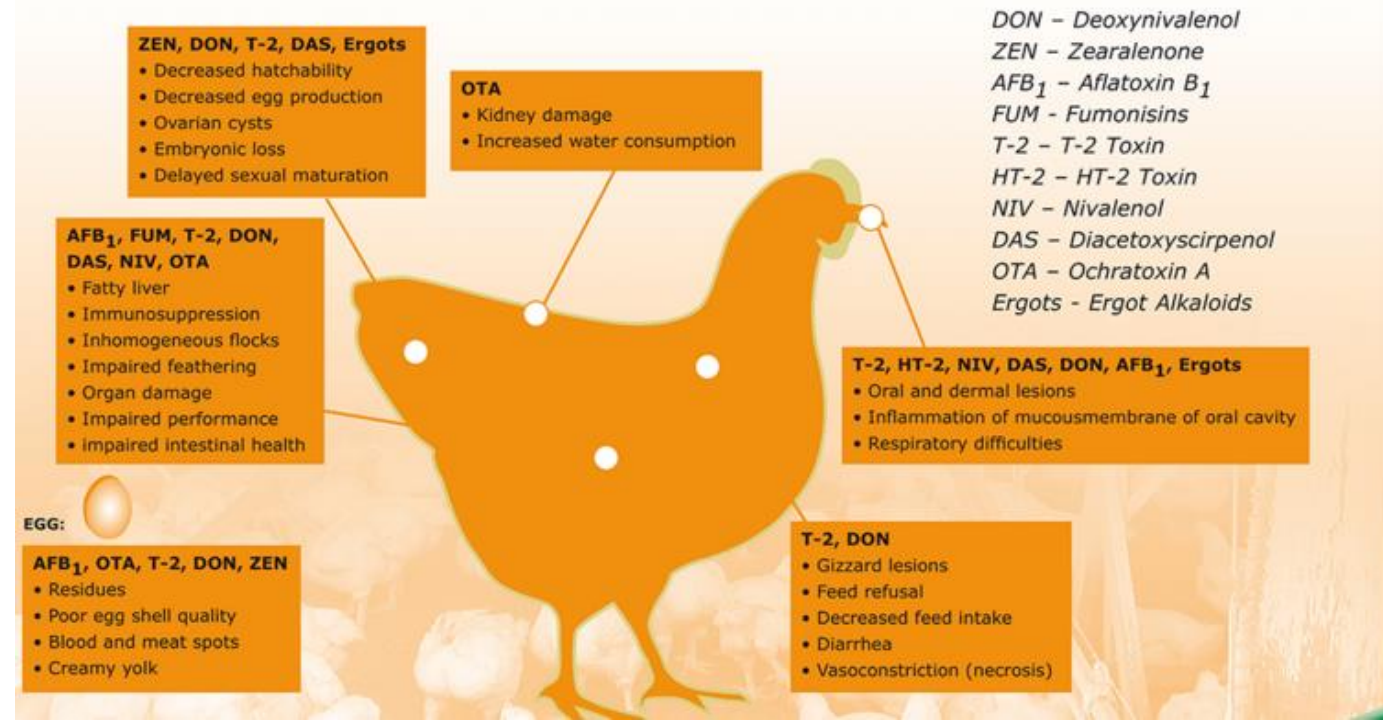 ZEN, DON, T-2, DAS, Ergots
• Decreased hatchability
• Decreased egg production
• Ovarian cysts
• Embryonic loss
• Delayed sexual maturation
OTA
• Kidney damage
• Increased water consumption
DON – Deoxynivalenol
ZEN – Zearalenone
AFB₁ – Aflatoxin B₁
FUM - Fumonisins
T-2 – T-2 Toxin
HT-2 – HT-2 Toxin
NIV – Nivalenol
DAS – Diacetoxyscirpenol
OTA – Ochratoxin A
Ergots - Ergot Alkaloids
AFB₁, FUM, T-2, DON,
DAS, NIV, OTA
• Fatty liver
• Immunosuppression
• Inhomogeneous flocks
• Impaired feathering
• Organ damage
• Impaired performance
• impaired intestinal health
T-2, HT-2, NIV, DAS, DON, AFB₁, Ergots
• Oral and dermal lesions
• Inflammation of mucousmembrane of oral cavity
• Respiratory difficulties
EGG:
AFB₁, OTA, T-2, DON, ZEN
• Residues
• Poor egg shell quality
• Blood and meat spots
• Creamy yolk
T-2, DON
• Gizzard lesions
• Feed refusal
• Decreased feed intake
• Diarrhea
• Vasoconstriction (necrosis)